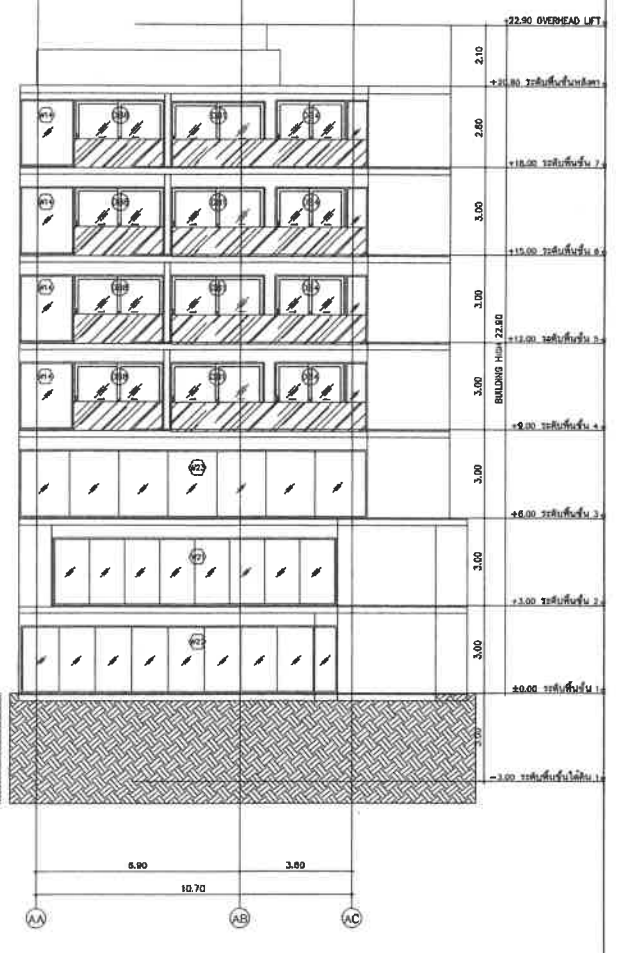 +22.90 OVERHEAD LIFT
2.10
+20.80 ระดับพื้นชั้นหลังคา
W14
2.80
+18.00 ระดับพื้นชั้น 7
W14
3.00
+15.00 ระดับพื้นชั้น 6
W14
3.00
BUILDING HIGH 22.90
+12.00 ระดับพื้นชั้น 5
W14
3.00
+9.00 ระดับพื้นชั้น 4
W23
3.00
+6.00 ระดับพื้นชั้น 3
W21
3.00
+3.00 ระดับพื้นชั้น 2
3.00
±0.00 ระดับพื้นชั้น 1
3.00
-3.00 ระดับพื้นชั้นใต้ดิน 1
6.90 3.80
10.70
AA AB AC